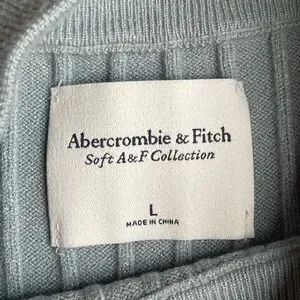 Abercrombie & Fitch
Soft A&F Collection
L
MADE IN CHINA